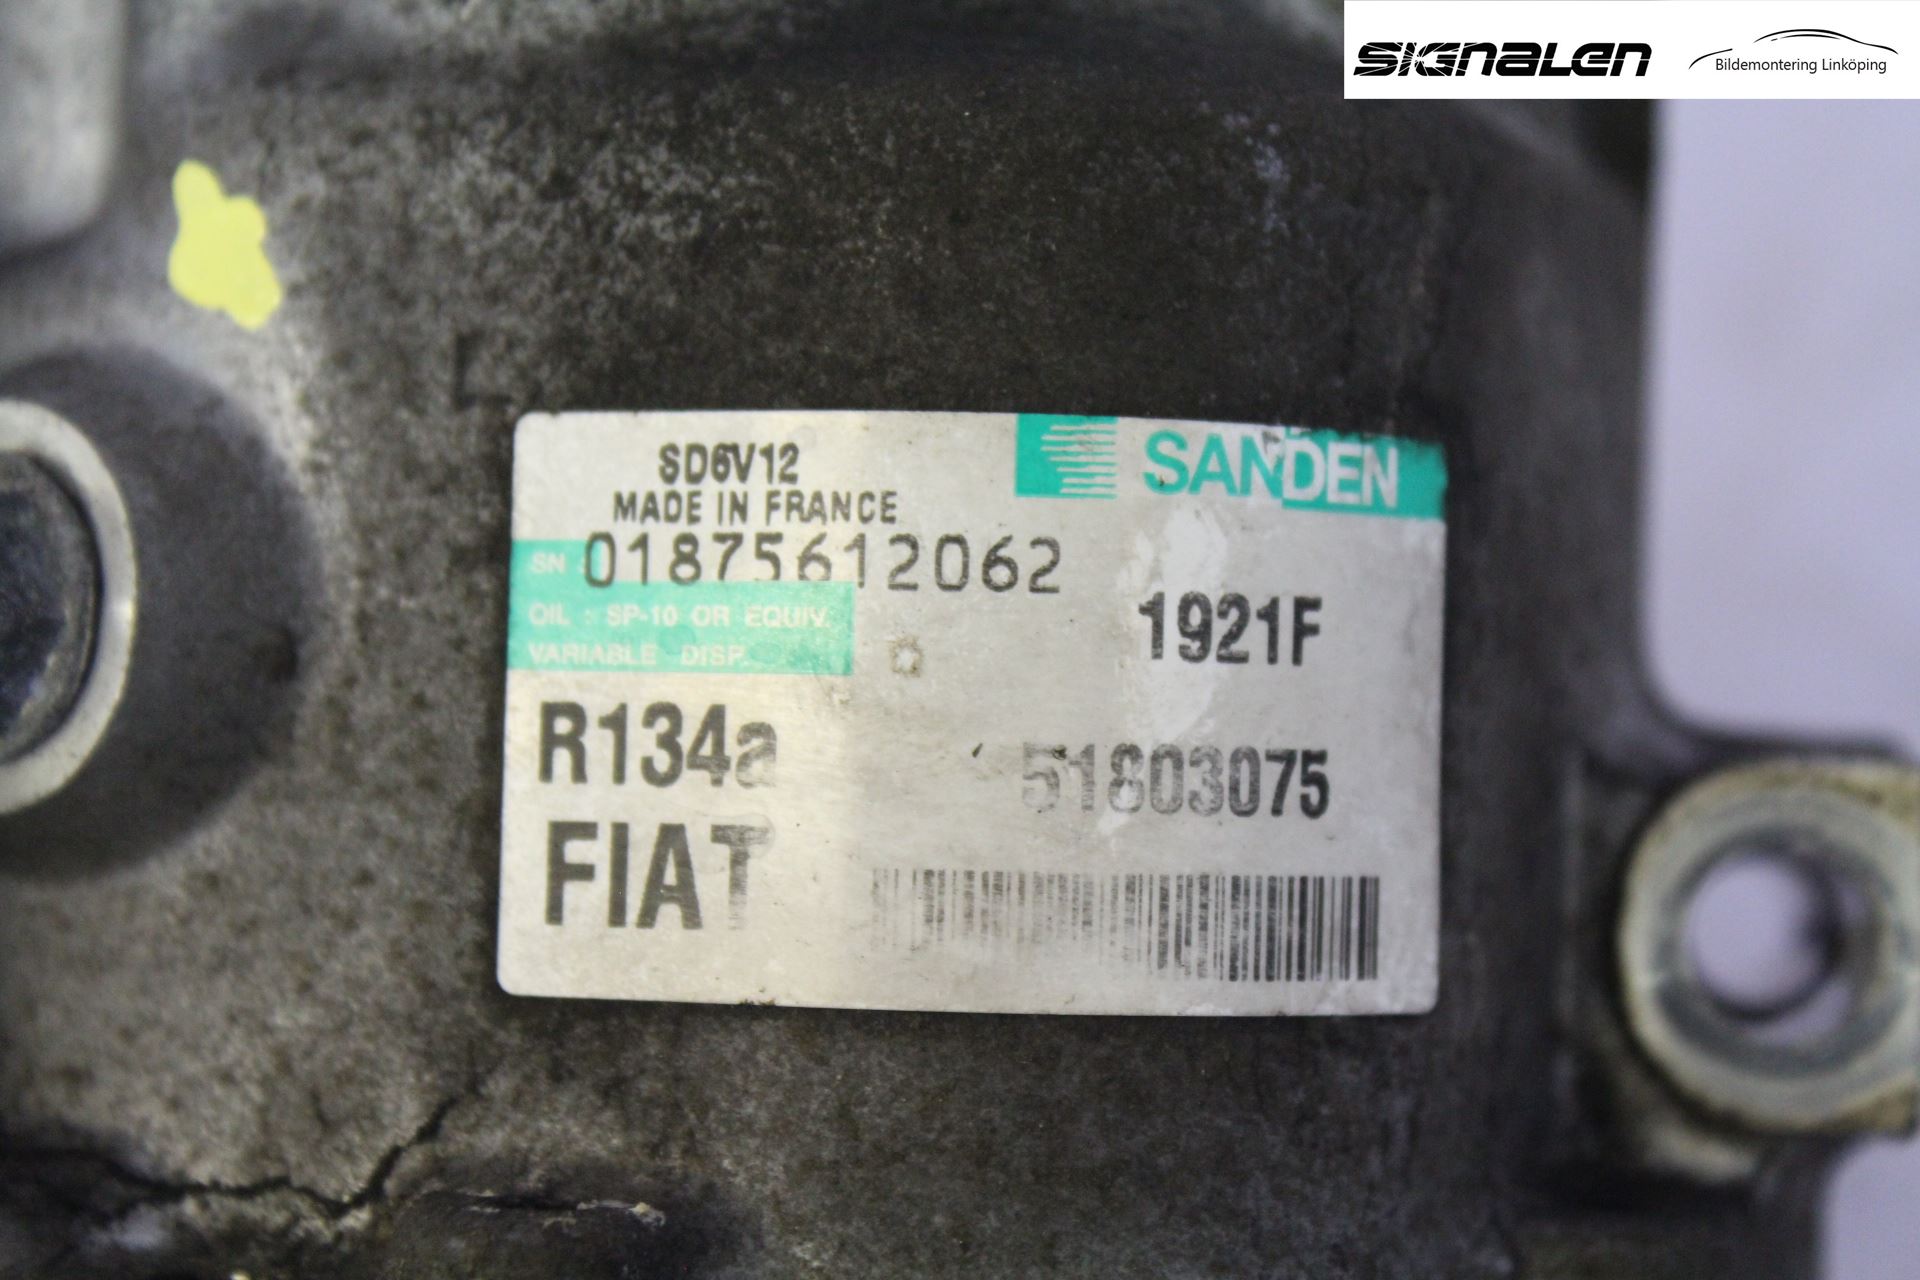 SIGNALEN
Bildemontering Linköping
SD6V12
SANDEN
MADE IN FRANCE
SN : 01875612062
OIL : SP-10 OR EQUIV.
1921F
VARIABLE DISP.
R134a
51803075
FIAT